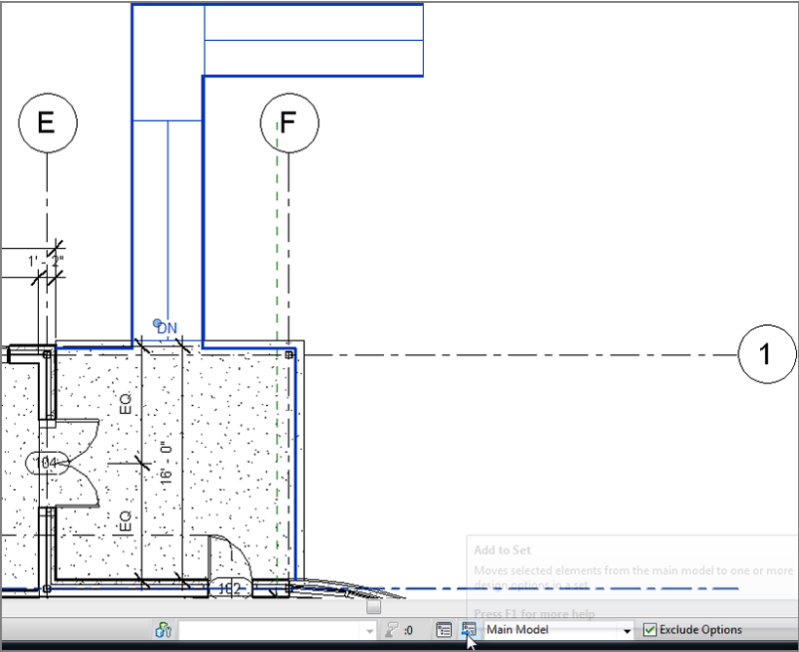 E
F
1' - 2"
DN
1
EQ
16' - 0"
104
EQ
102
Add to Set
Moves selected elements from the main model to one or more
design options in a set.
Press F1 for more help
:0
Main Model
Exclude Options